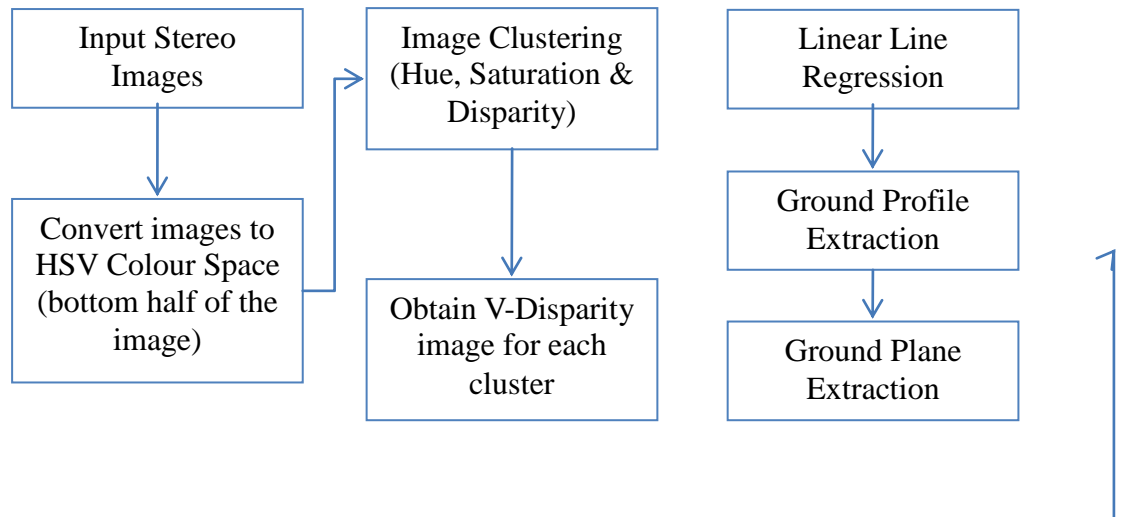 Input Stereo
Images
Convert images to
HSV Colour Space
(bottom half of the
image)
Image Clustering
(Hue, Saturation &
Disparity)
Obtain V-Disparity
image for each
cluster
Linear Line
Regression
Ground Profile
Extraction
Ground Plane
Extraction